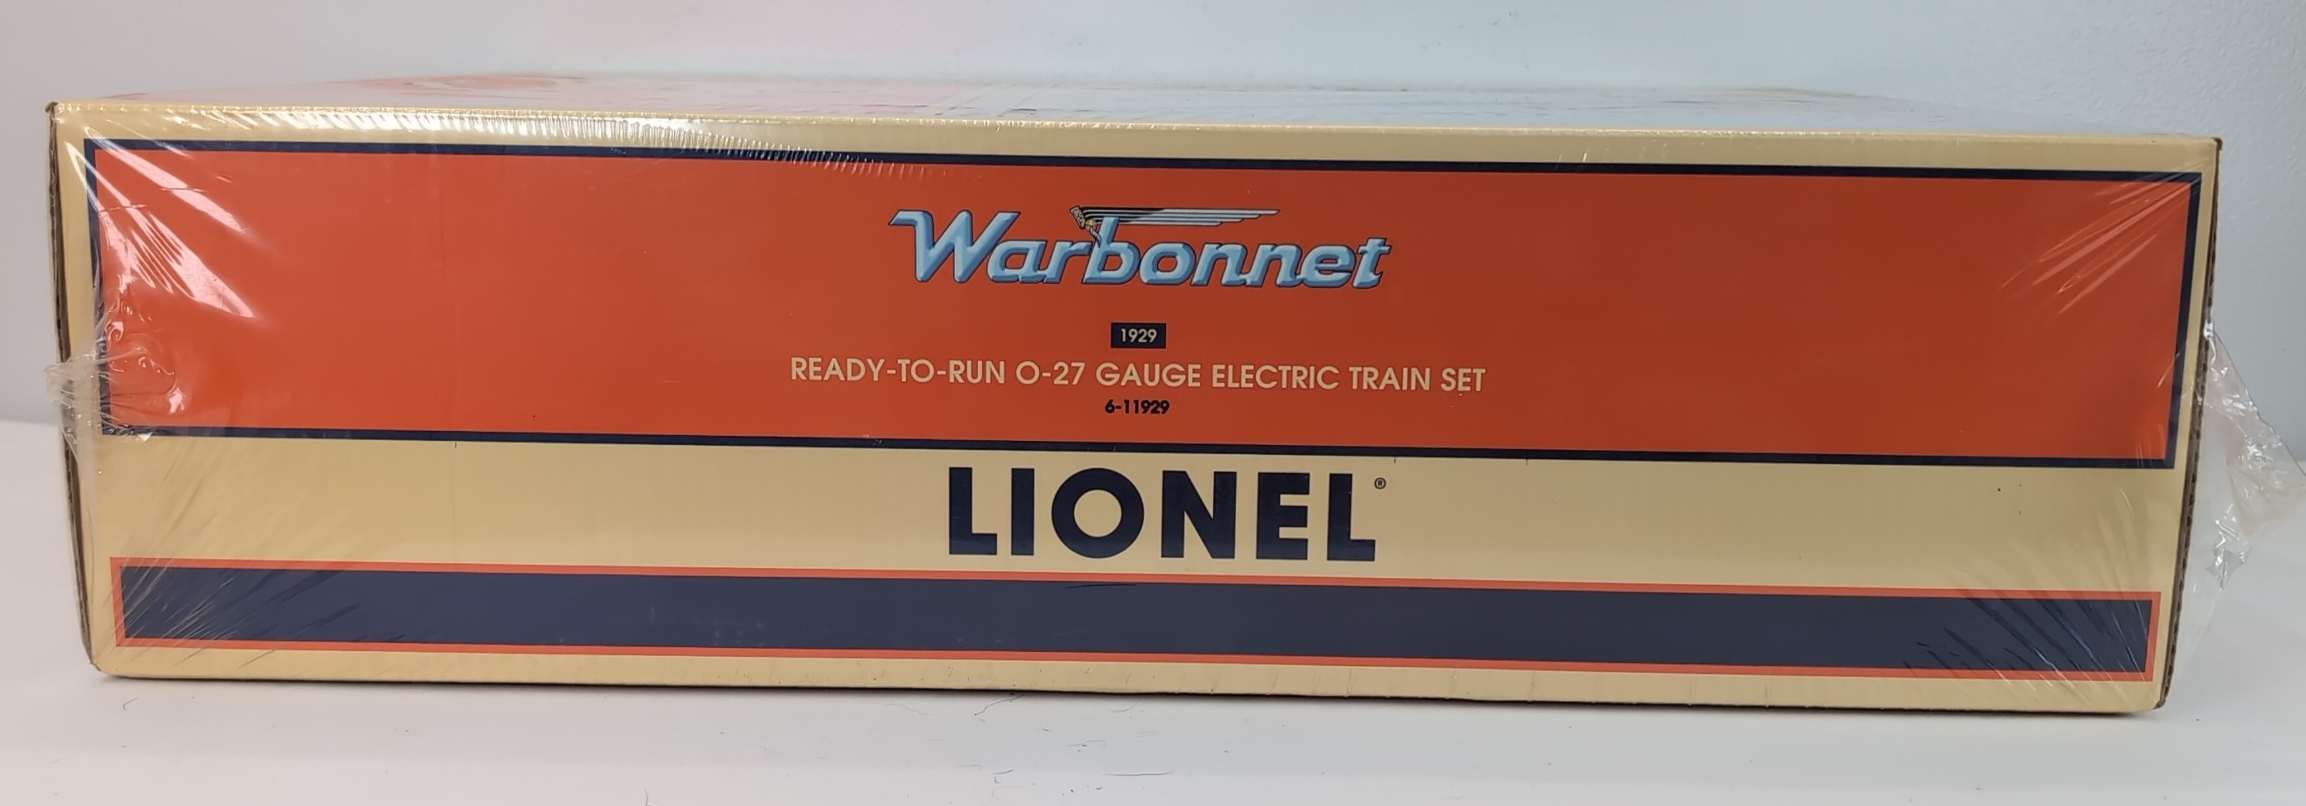 Warbonnet
1929
READY-TO-RUN O-27 GAUGE ELECTRIC TRAIN SET
6-11929
LIONEL®